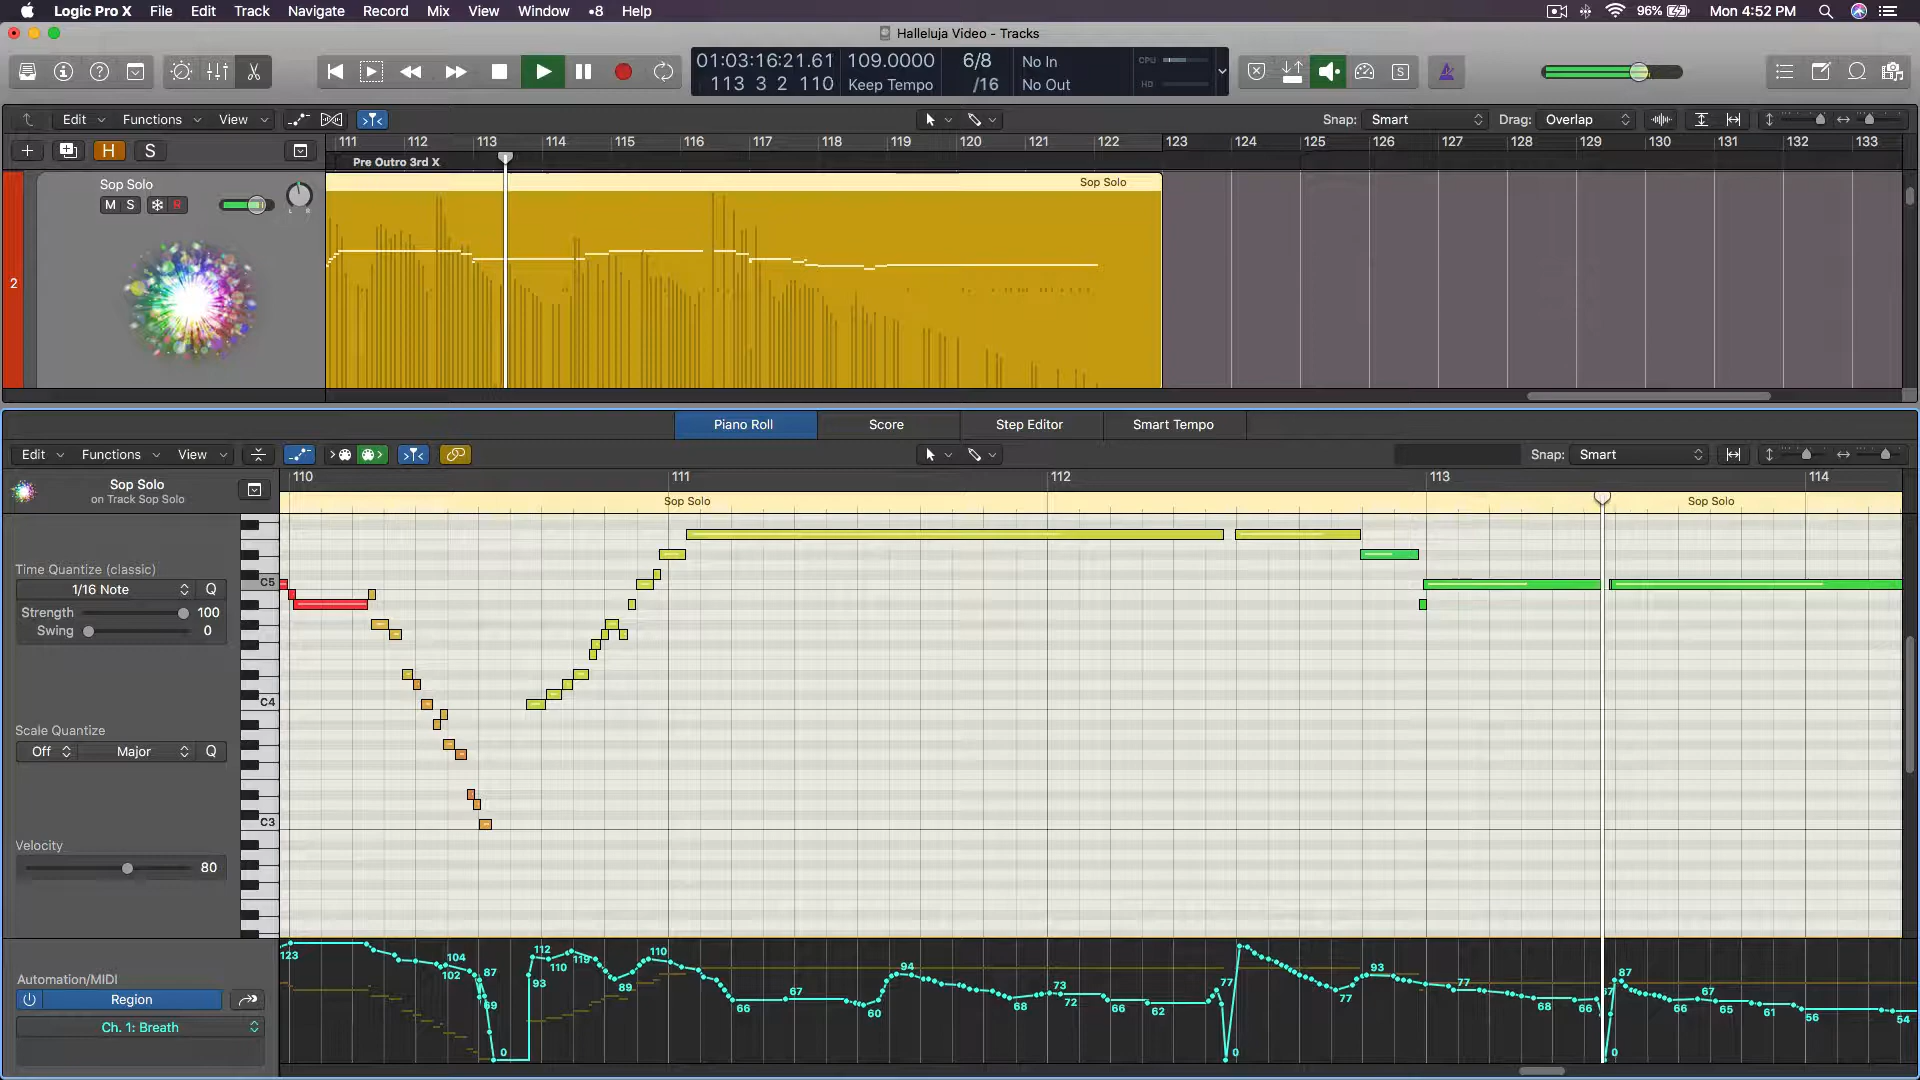 Logic Pro X File Edit Track Navigate Record Mix View Window •8 Help 96% Mon 4:52 PM
Halleluja Video - Tracks
01:03:16:21.61 109.0000 6/8 No In CPU
113 3 2 110 Keep Tempo /16 No Out HD
Edit Functions View Snap: Smart Drag: Overlap
111 112 113 114 115 116 117 118 119 120 121 122 123 124 125 126 127 128 129 130 131 132 133
H S
Pre Outro 3rd X
Sop Solo
Sop Solo
M S R
L R
2
Piano Roll Score Step Editor Smart Tempo
Edit Functions View Snap: Smart
110 111 112 113 114
Sop Solo
on Track Sop Solo
Sop Solo Sop Solo
Time Quantize (classic)
1/16 Note Q
Strength 100
Swing 0
C5
C4
C3
Scale Quantize
Off Major Q
Velocity
80
Automation/MIDI
Region
Ch. 1: Breath
123 104 102 87 69 0 93 112 110 119 89 110 66 67 60 94 68 73 72 66 62 77 0 77 93 77 68 66 87 0 66 67 65 61 56 54